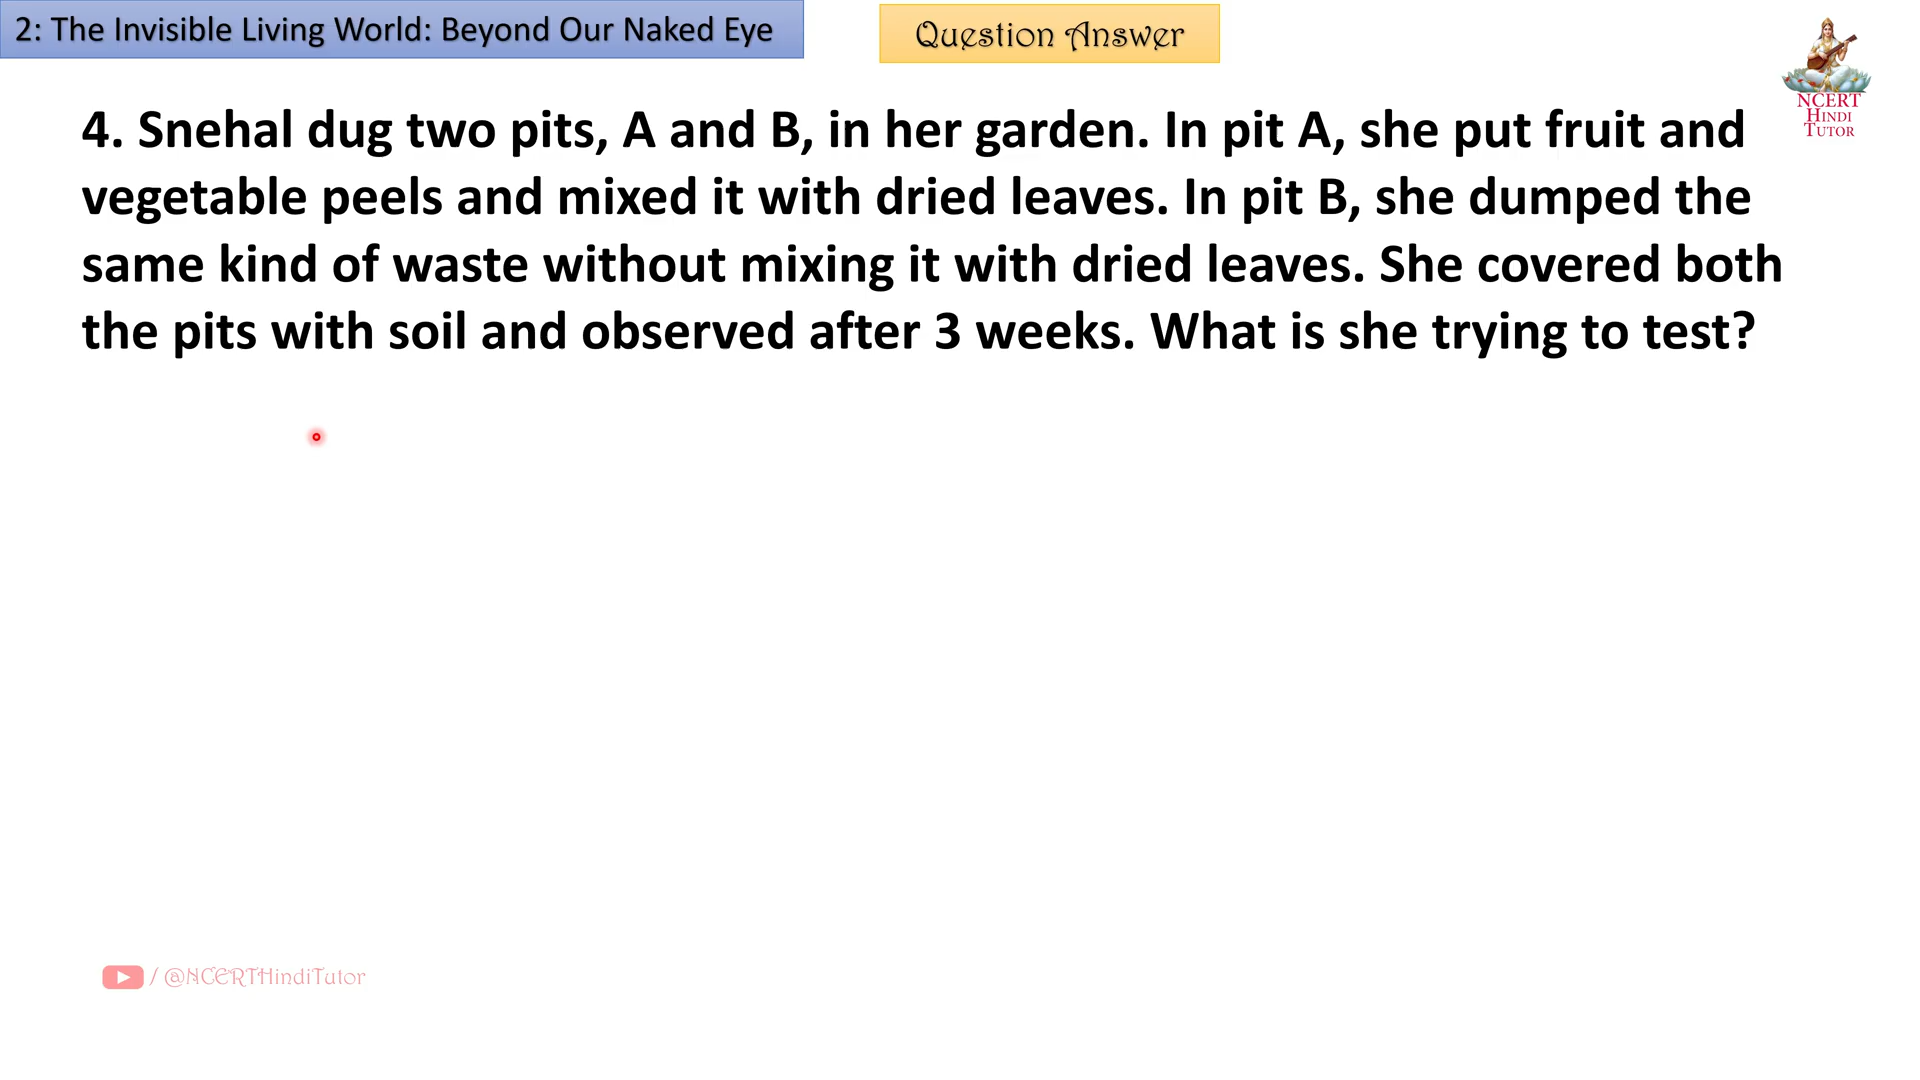 2: The Invisible Living World: Beyond Our Naked Eye
Question Answer
NCERT
HINDI
TUTOR
4. Snehal dug two pits, A and B, in her garden. In pit A, she put fruit and
vegetable peels and mixed it with dried leaves. In pit B, she dumped the
same kind of waste without mixing it with dried leaves. She covered both
the pits with soil and observed after 3 weeks. What is she trying to test?
/ @NCERTHindiTutor